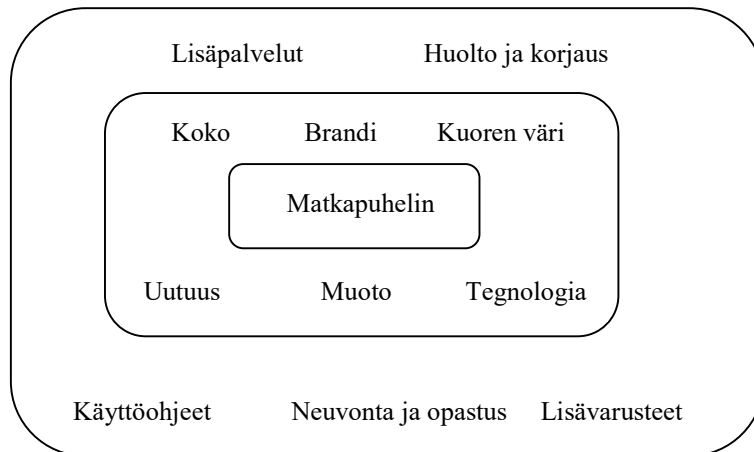 Lisäpalvelut Huolto ja korjaus
Koko Brandi Kuoren väri
Matkapuhelin
Uutuus Muoto Tegnologia
Käyttöohjeet Neuvonta ja opastus Lisävarusteet